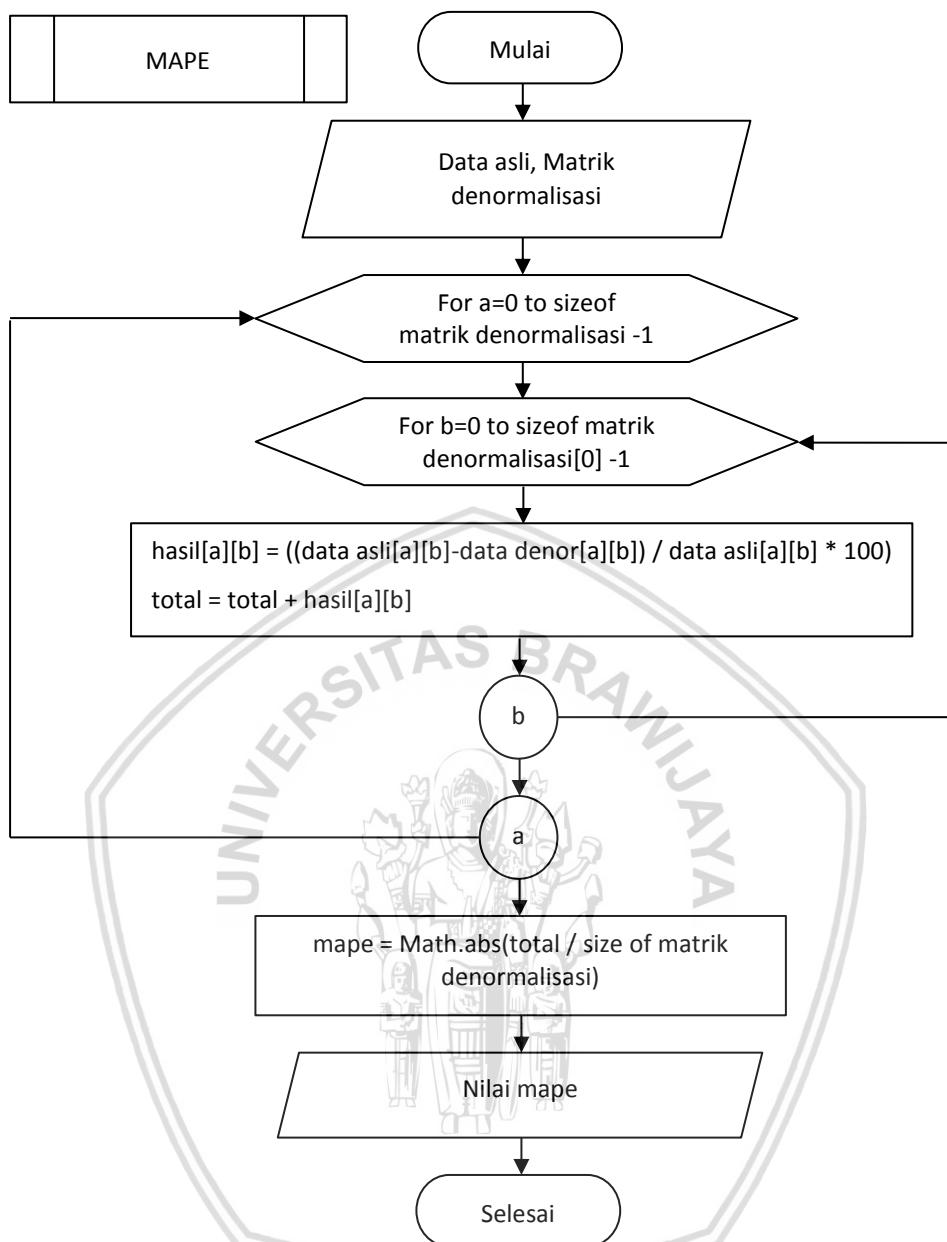 MAPE
Mulai
Data asli, Matrik
denormalisasi
For a=0 to sizeof
matrik denormalisasi -1
For b=0 to sizeof matrik
denormalisasi[0] -1
hasil[a][b] = ((data asli[a][b]-data denor[a][b]) / data asli[a][b] * 100)
total = total + hasil[a][b]
UNIVERSITAS BRAWIJAYA
b
a
mape = Math.abs(total / size of matrik
denormalisasi)
Nilai mape
Selesai